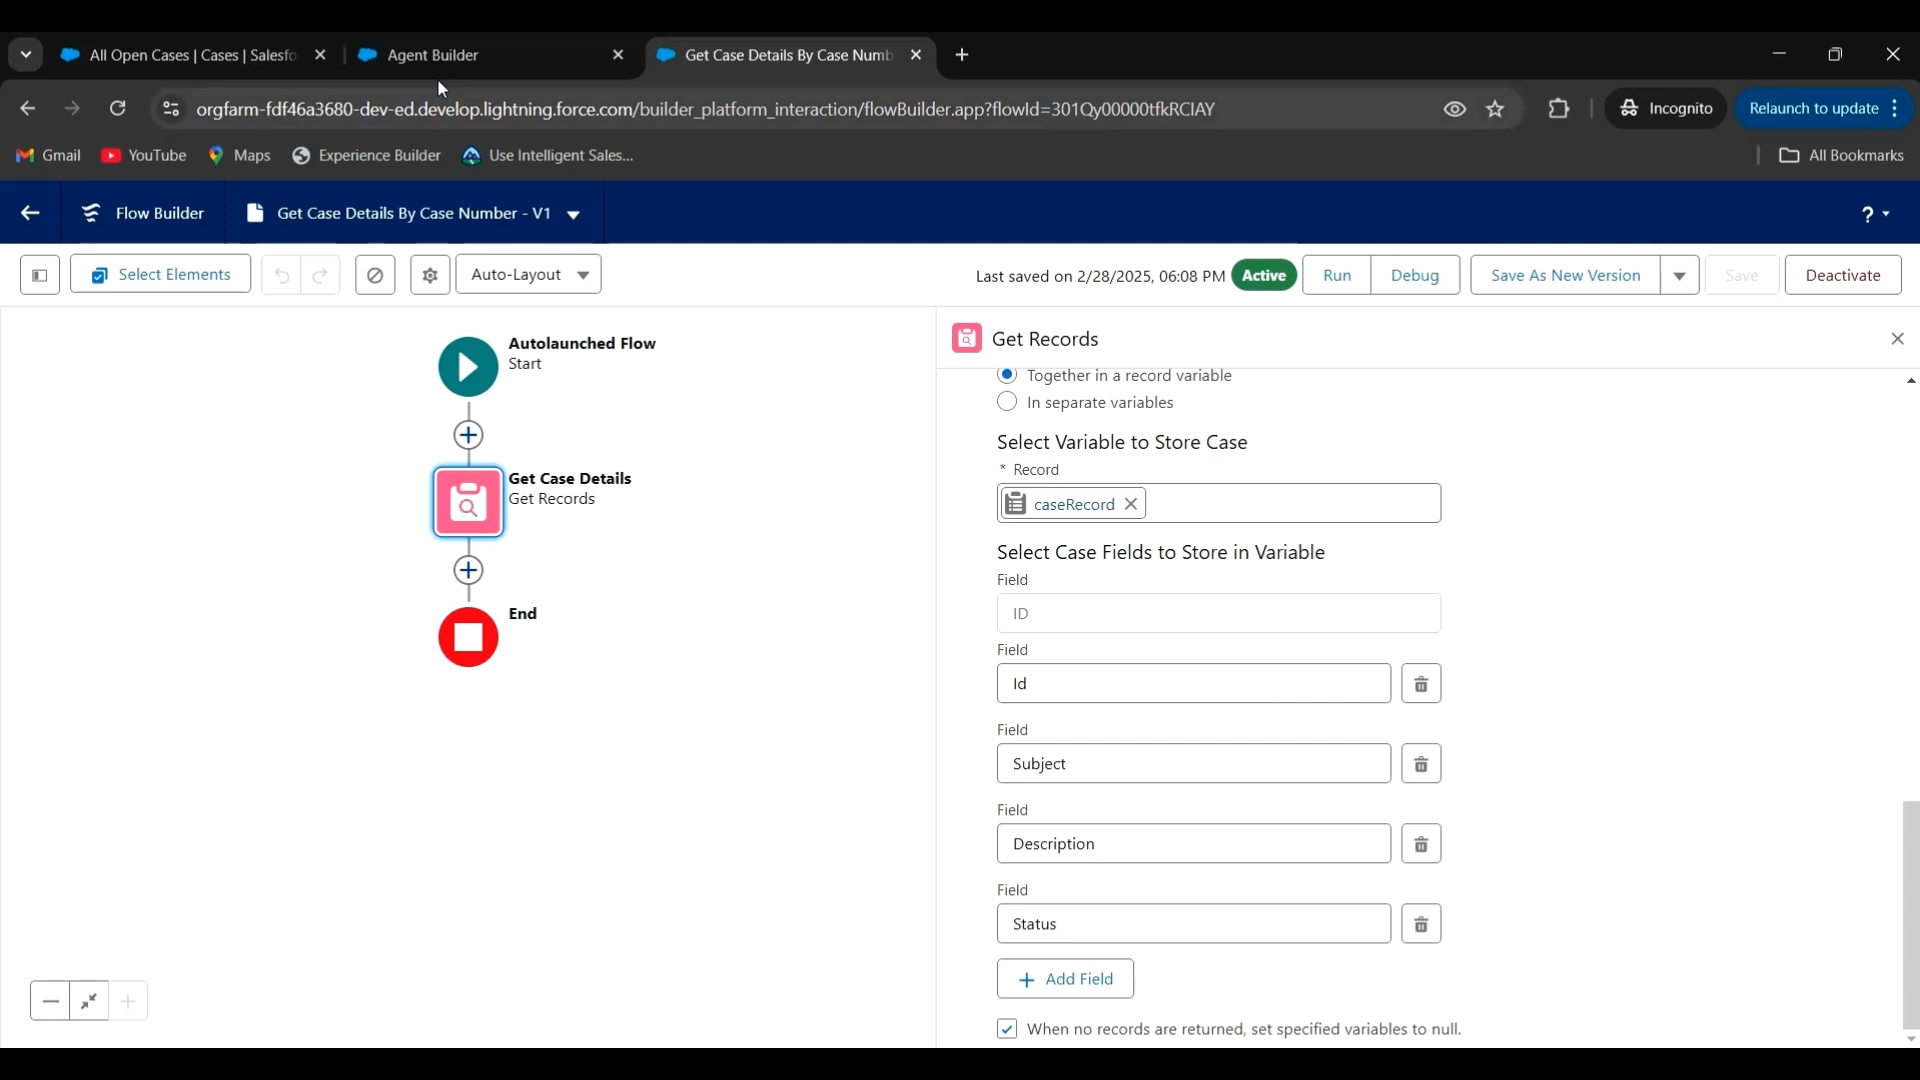 All Open Cases | Cases | Salesfo
Agent Builder
Get Case Details By Case Numb
orgfarm-fdf46a3680-dev-ed.develop.lightning.force.com/builder_platform_interaction/flowBuilder.app?flowId=301Qy00000tfkRCIAY
Incognito
Relaunch to update
Gmail
YouTube
Maps
Experience Builder
Use Intelligent Sales...
All Bookmarks
Flow Builder
Get Case Details By Case Number - V1
?
Select Elements
Auto-Layout
Last saved on 2/28/2025, 06:08 PM
Active
Run
Debug
Save As New Version
Save
Deactivate
Autolaunched Flow
Start
Get Case Details
Get Records
End
Get Records
Together in a record variable
In separate variables
Select Variable to Store Case
* Record
caseRecord
Select Case Fields to Store in Variable
Field
ID
Field
Id
Field
Subject
Field
Description
Field
Status
Add Field
When no records are returned, set specified variables to null.